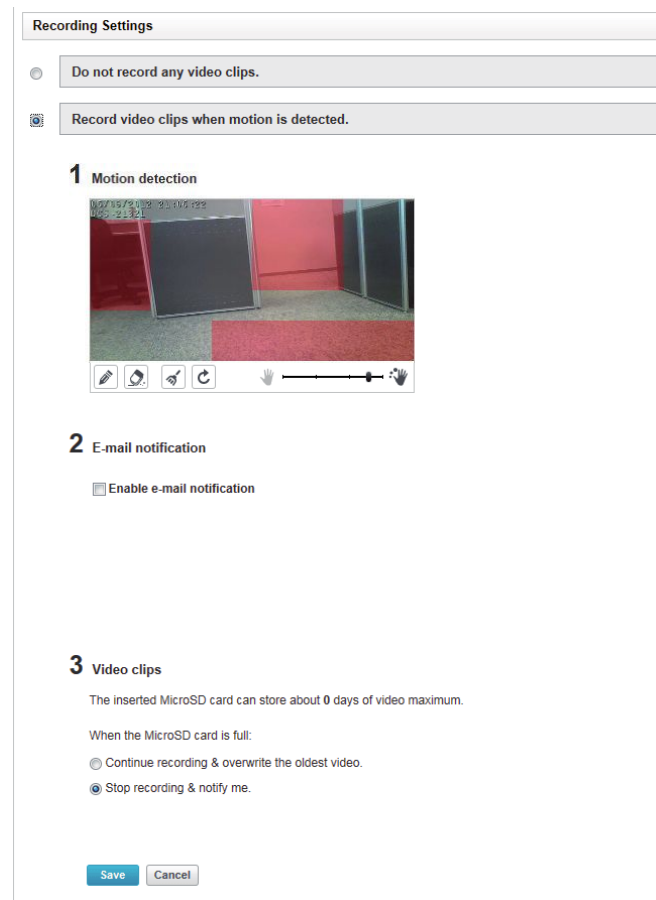 Recording Settings
Do not record any video clips.
Record video clips when motion is detected.
1 Motion detection
2 E-mail notification
Enable e-mail notification
3 Video clips
The inserted MicroSD card can store about 0 days of video maximum.
When the MicroSD card is full:
Continue recording & overwrite the oldest video.
Stop recording & notify me.
Save Cancel